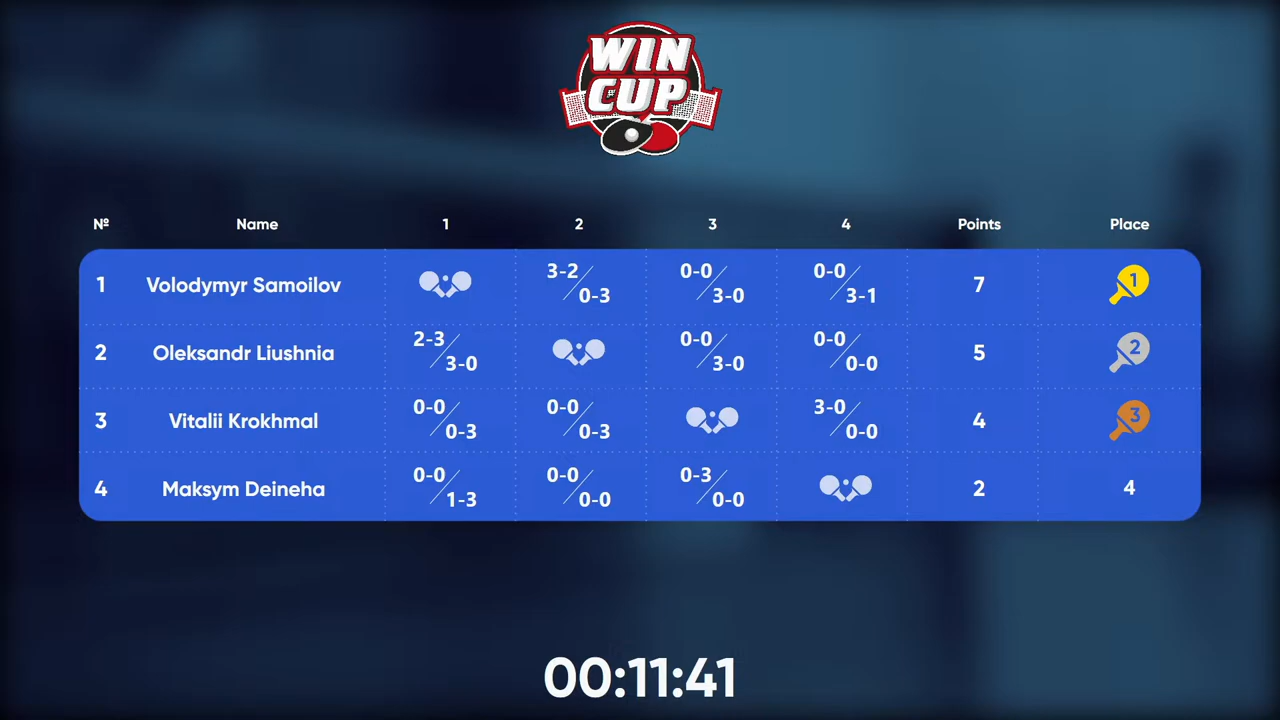 WIN
CUP
№ Name 1 2 3 4 Points Place
1 Volodymyr Samoilov 3-2/0-3 0-0/3-0 0-0/3-1 7 1
2 Oleksandr Liushnia 2-3/3-0 0-0/3-0 0-0/0-0 5 2
3 Vitalii Krokhmal 0-0/0-3 0-0/0-3 3-0/0-0 4 3
4 Maksym Deineha 0-0/1-3 0-0/0-0 0-3/0-0 2 4
00:11:41